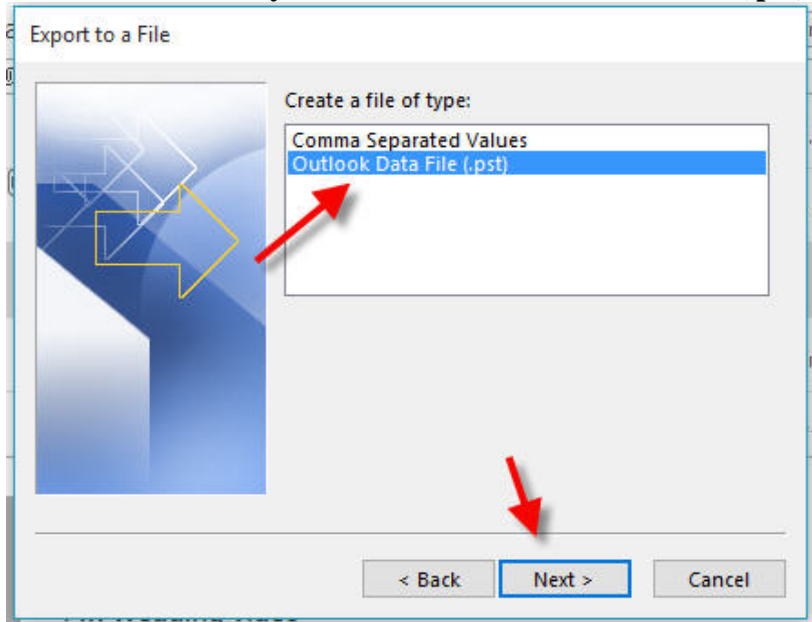 Export to a File
Create a file of type:
Comma Separated Values
Outlook Data File (.pst)
< Back
Next >
Cancel